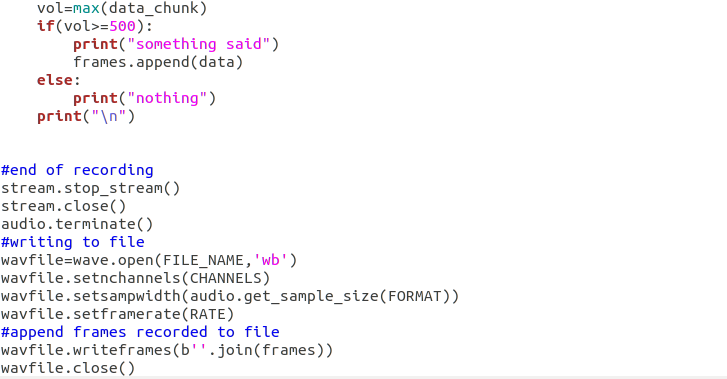 vol=max(data_chunk)
    if(vol>=500):
        print("something said")
        frames.append(data)
    else:
        print("nothing")
    print("\n")
#end of recording
stream.stop_stream()
stream.close()
audio.terminate()
#writing to file
wavfile=wave.open(FILE_NAME,'wb')
wavfile.setnchannels(CHANNELS)
wavfile.setsampwidth(audio.get_sample_size(FORMAT))
wavfile.setframerate(RATE)
#append frames recorded to file
wavfile.writeframes(b''.join(frames))
wavfile.close()